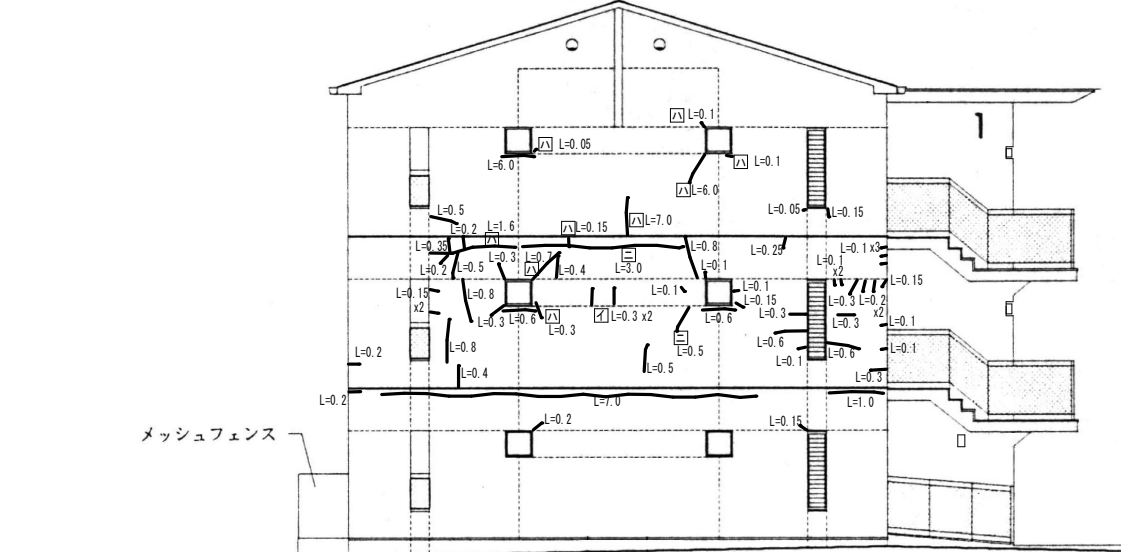 ハ L=0.1
1
ハ L=0.05
L=6.0
ハ L=0.1
ハ L=6.0
L=0.5
L=0.05
L=0.15
ハ L=7.0
L=0.2
L=1.6
ハ L=0.15
ハ
L=0.35
L=0.8
L=0.25
L=0.1 x3
L=0.3
L=0.7
ニ
L=3.0
L=0.1
x2
L=0.2
L=0.5
ハ
L=0.4
L=0.1
L=0.15
L=0.15
x2
L=0.8
L=0.1
L=0.1
L=0.15
L=0.3
L=0.2
x2
L=0.3
L=0.6
ハ
L=0.3
イ L=0.3 x2
L=0.6
L=0.3
L=0.3
L=0.1
ニ
L=0.5
L=0.6
L=0.1
L=0.6
L=0.1
L=0.2
L=0.8
L=0.4
L=0.5
L=0.3
L=0.2
L=7.0
L=1.0
L=0.2
L=0.15
メッシュフェンス